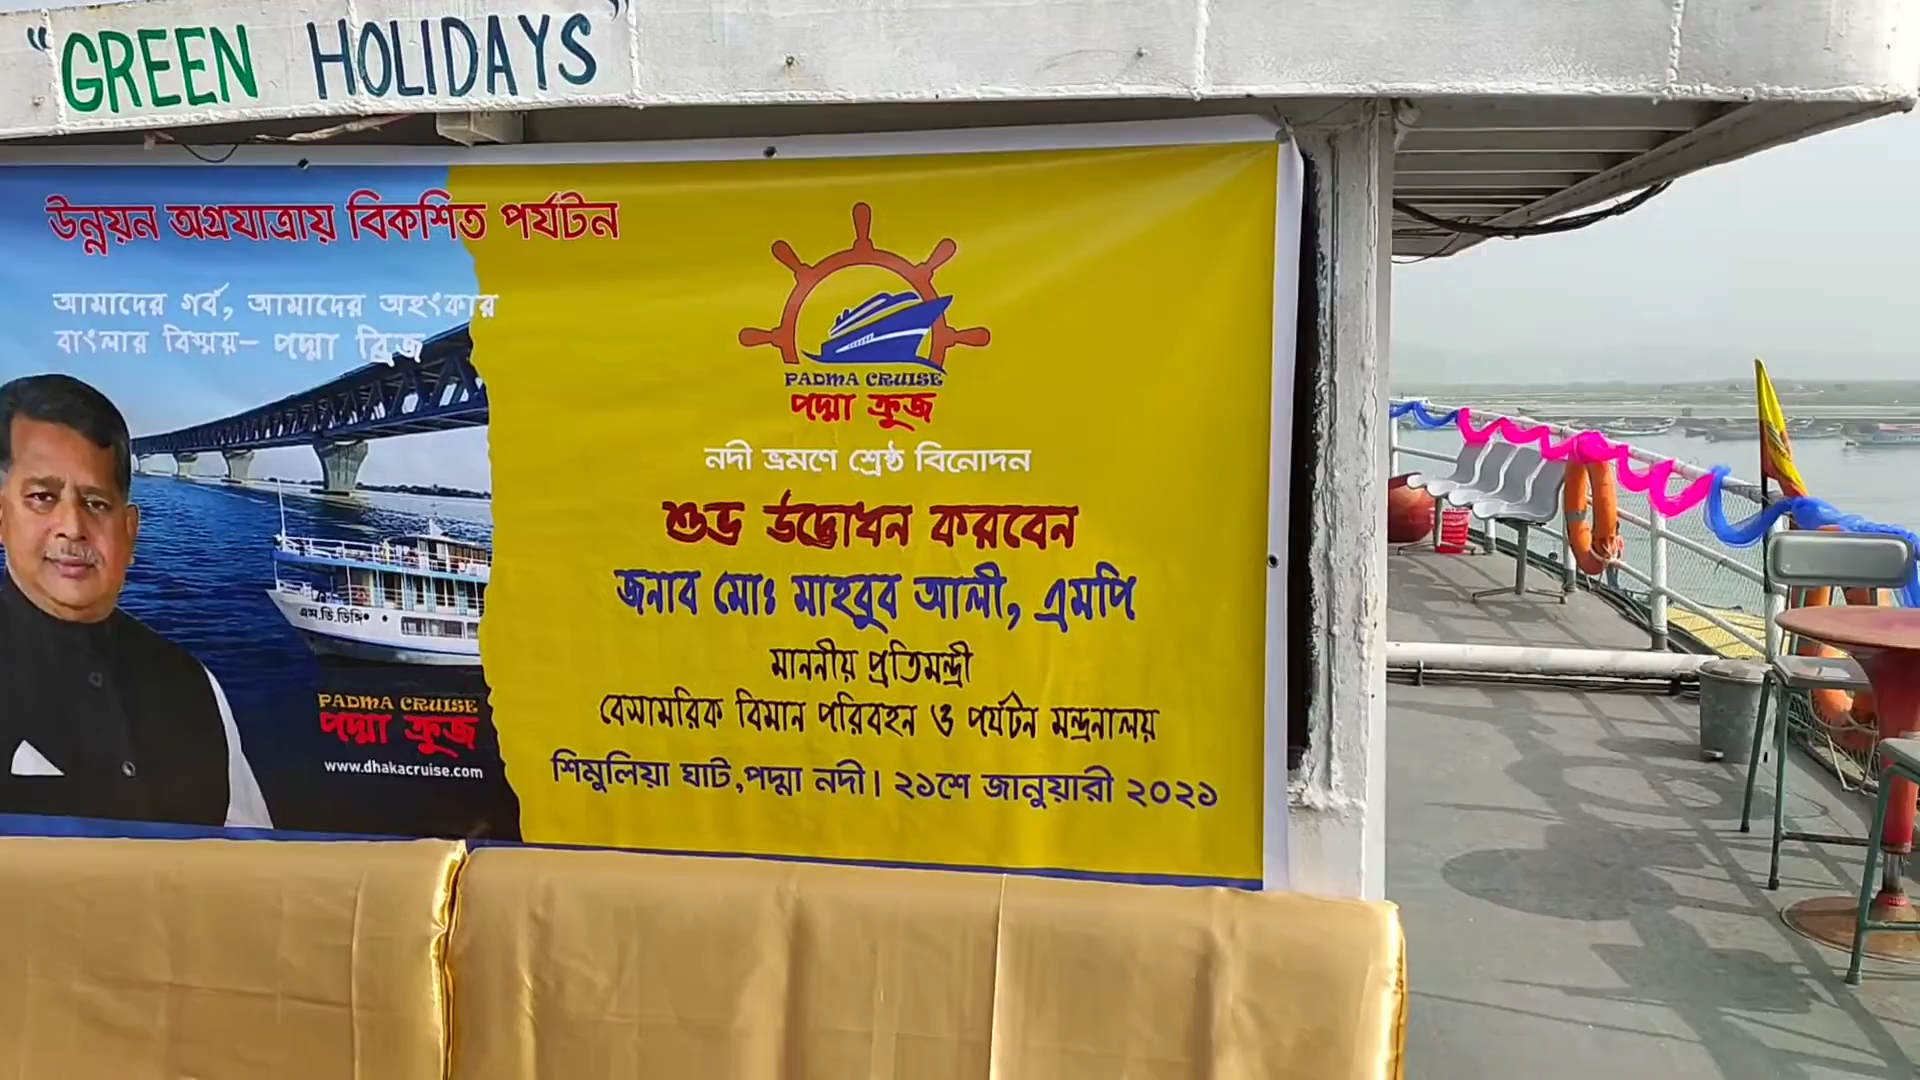 "GREEN HOLIDAYS"
উন্নয়ন অগ্রযাত্রায় বিকশিত পর্যটন
আমাদের গর্ব, আমাদের অহংকার
বাংলার বিস্ময়- পদ্মা ব্রিজ
এম.ভি.ডিঙ্গি
PADMA CRUISE
পদ্মা ক্রুজ
www.dhakacruise.com
PADMA CRUISE
পদ্মা ক্রুজ
নদী ভ্রমণে শ্রেষ্ঠ বিনোদন
শুভ উদ্ভোধন করবেন
জনাব মোঃ মাহবুব আলী, এমপি
মাননীয় প্রতিমন্ত্রী
বেসামরিক বিমান পরিবহন ও পর্যটন মন্ত্রনালয়
শিমুলিয়া ঘাট,পদ্মা নদী। ২১শে জানুয়ারী ২০২১